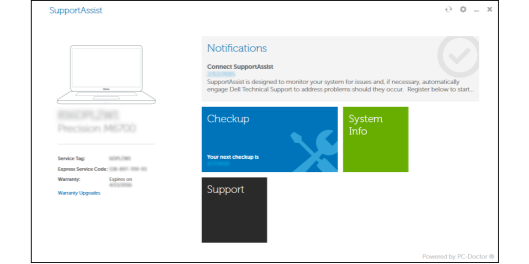 SupportAssist
Notifications
Connect SupportAssist
SupportAssist is designed to monitor your system for issues and, if necessary, automatically
engage Dell Technical Support to address problems should they occur. Register below to start...
Precision M6700
Checkup
Your next checkup is
System
Info
Service Tag:
Express Service Code:
Warranty: Expires on
Warranty Upgrades
Support
Powered by PC-Doctor ®